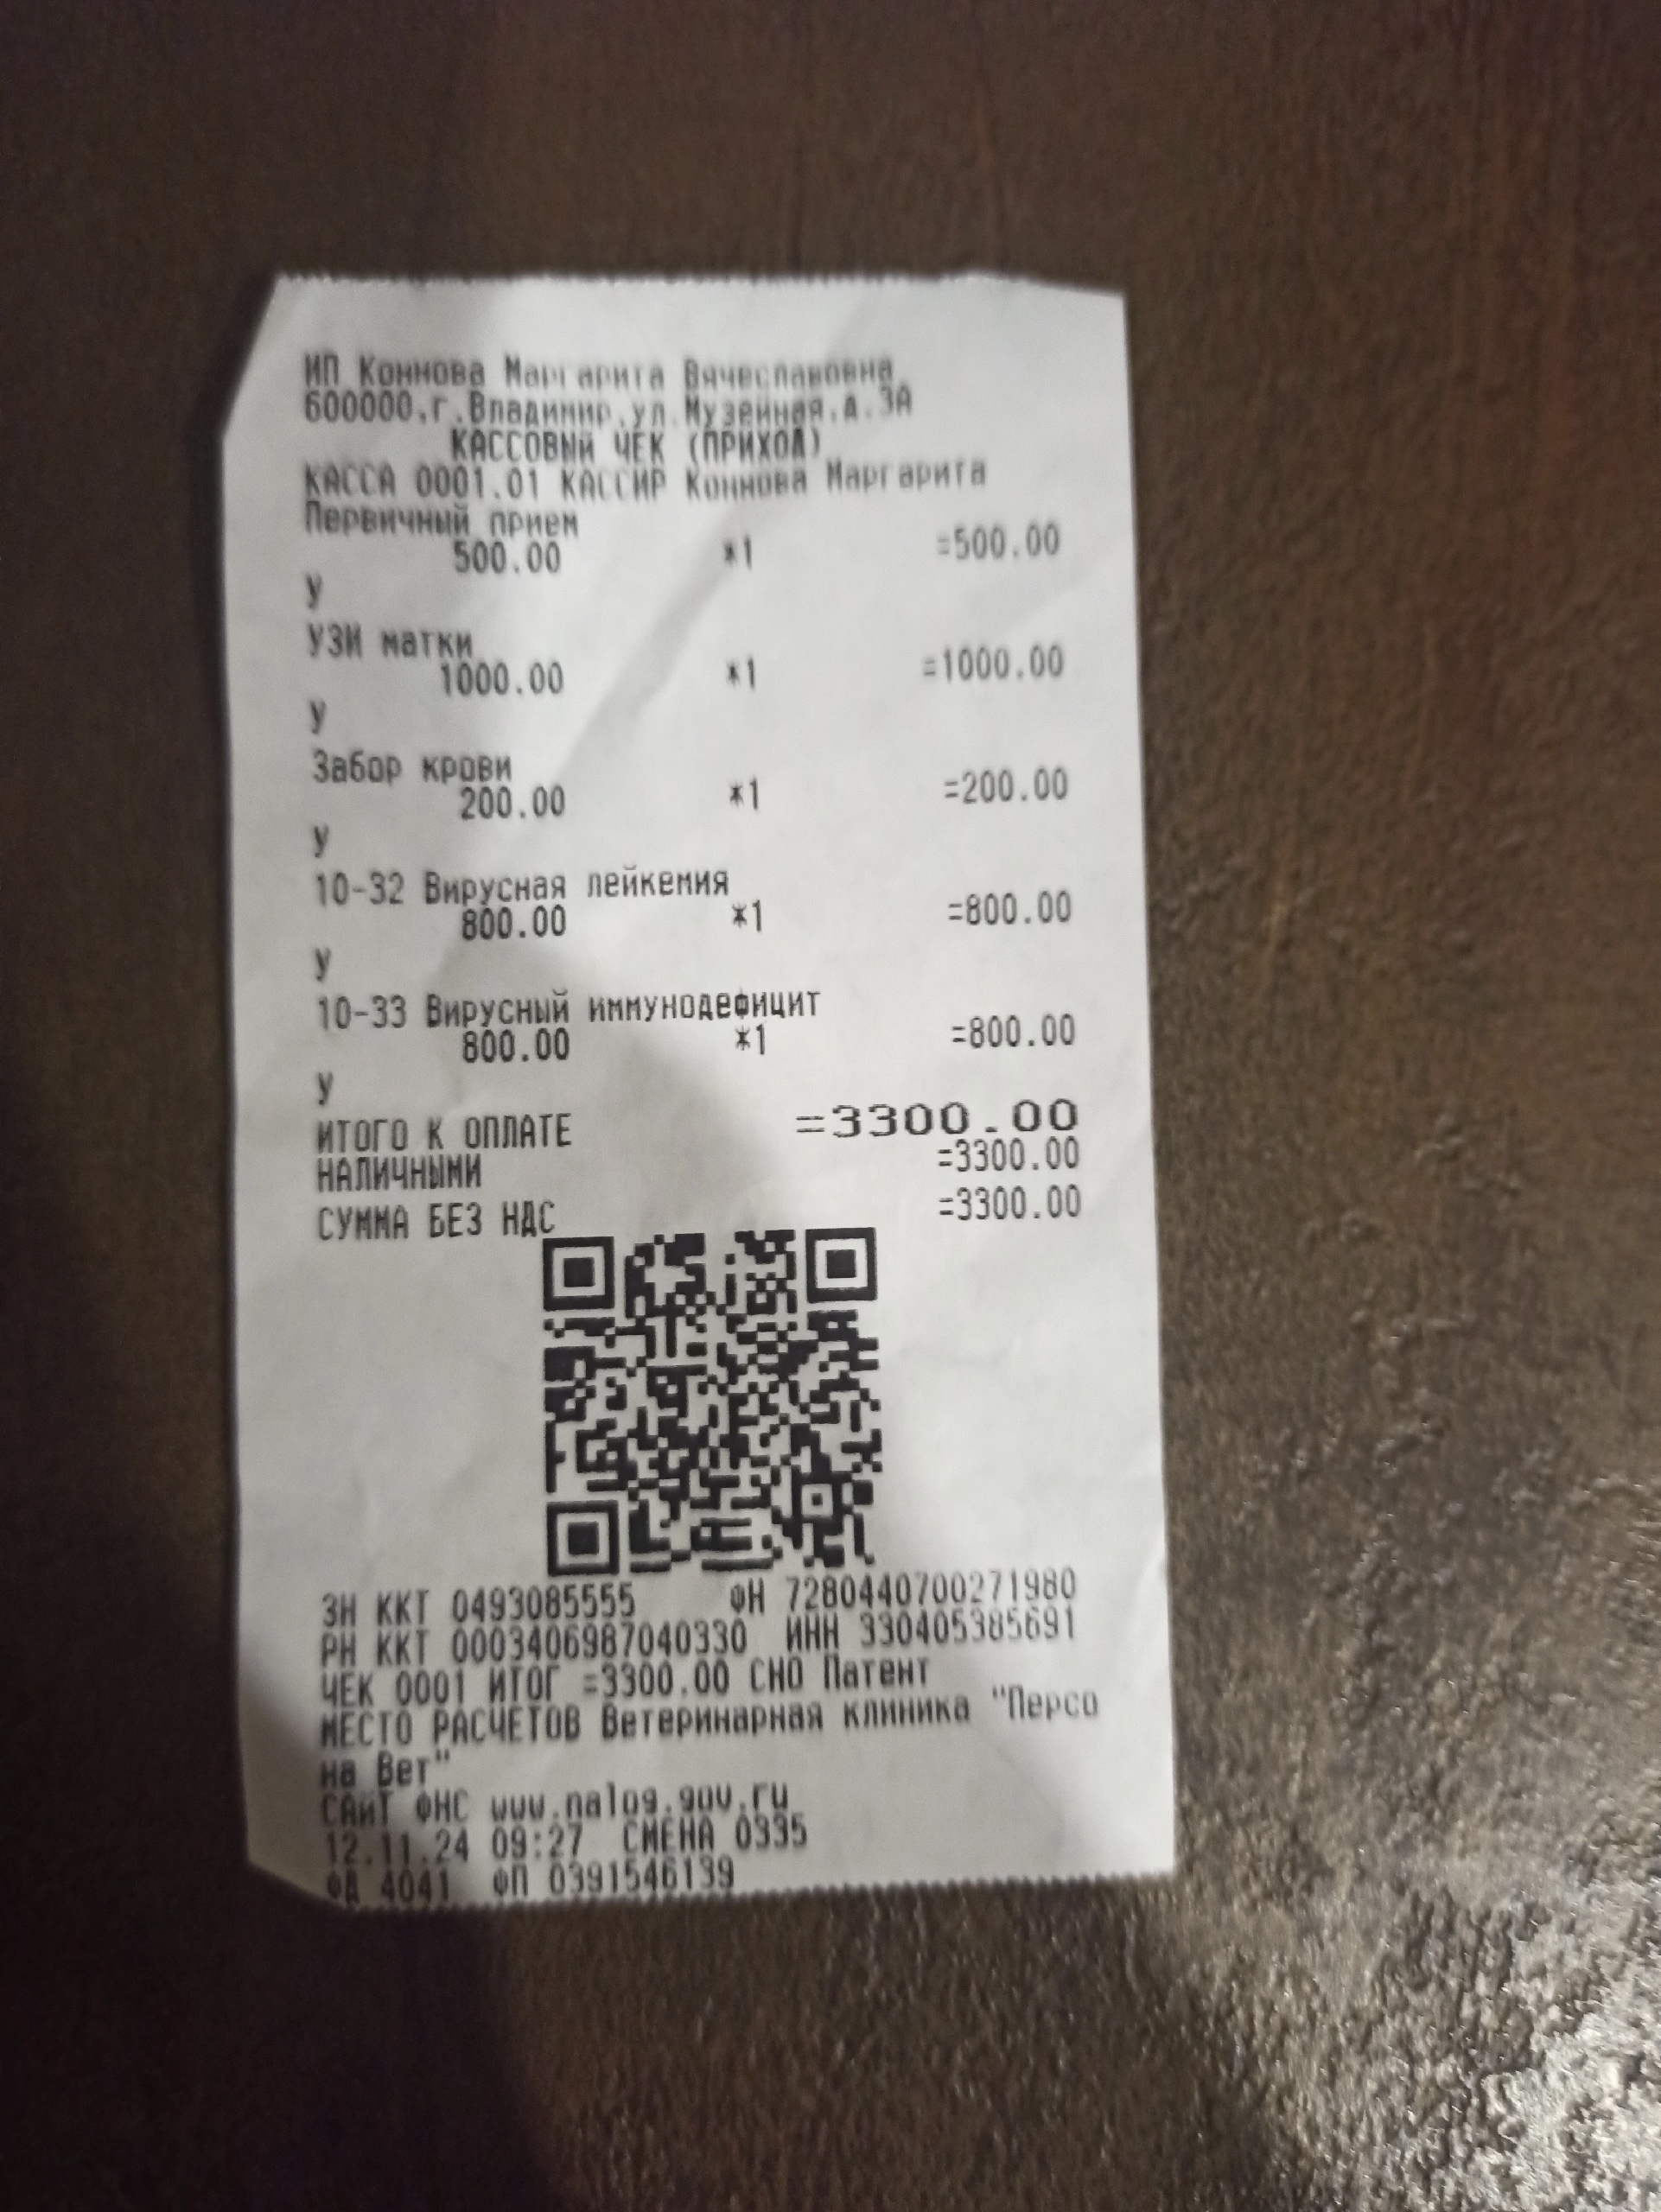 ИП Коннова Маргарита Вячеславовна
600000,г.Владимир,ул.Музейная,д.3А
КАССОВЫЙ ЧЕК (ПРИХОД)
КАССА 0001.01 КАССИР Коннова Маргарита
Первичный прием
500.00 *1 =500.00
У
УЗИ матки
1000.00 *1 =1000.00
У
Забор крови
200.00 *1 =200.00
У
10-32 Вирусная лейкемия
800.00 *1 =800.00
У
10-33 Вирусный иммунодефицит
800.00 *1 =800.00
У
ИТОГО К ОПЛАТЕ =3300.00
НАЛИЧНЫМИ =3300.00
СУММА БЕЗ НДС =3300.00
ЗН ККТ 0493085555 ФН 7280440700271980
РН ККТ 0003406987040330 ИНН 330405385691
ЧЕК 0001 ИТОГ =3300.00 СНО Патент
МЕСТО РАСЧЕТОВ Ветеринарная клиника "Персо
на Вет"
САЙТ ФНС www.nalog.gov.ru
12.11.24 09:27 СМЕНА 0335
ФД 4041 ФП 0391546139